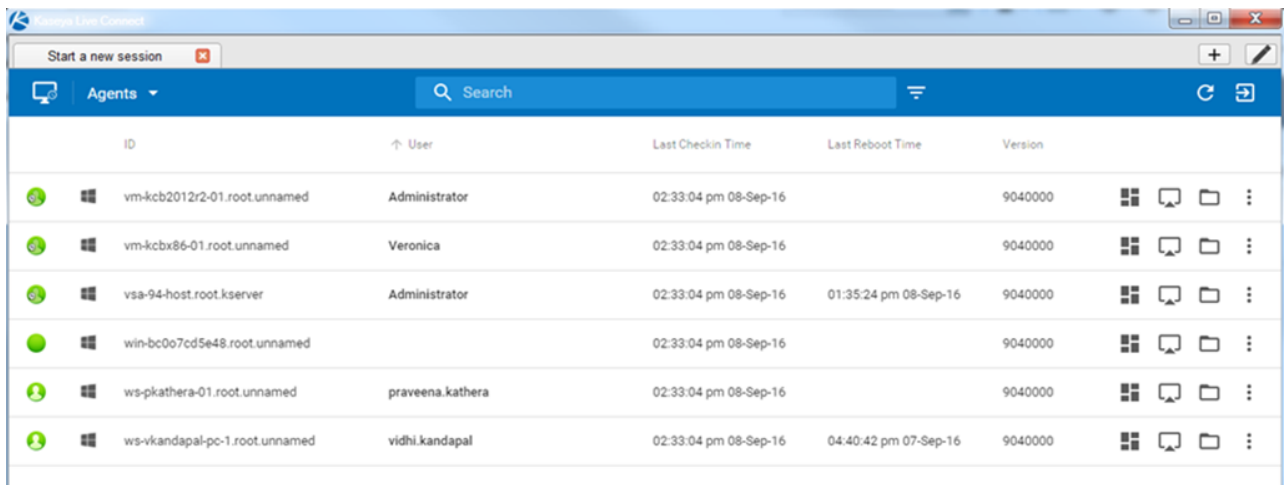 Kaseya Live Connect
Start a new session
Agents Search
ID User Last Checkin Time Last Reboot Time Version
vm-kcb2012r2-01.root.unnamed Administrator 02:33:04 pm 08-Sep-16 9040000
vm-kcbx86-01.root.unnamed Veronica 02:33:04 pm 08-Sep-16 9040000
vsa-94-host.root.kserver Administrator 02:33:04 pm 08-Sep-16 01:35:24 pm 08-Sep-16 9040000
win-bc0o7cd5e48.root.unnamed 02:33:04 pm 08-Sep-16 9040000
ws-pkathera-01.root.unnamed praveena.kathera 02:33:04 pm 08-Sep-16 9040000
ws-vkandapal-pc-1.root.unnamed vidhi.kandapal 02:33:04 pm 08-Sep-16 04:40:42 pm 07-Sep-16 9040000